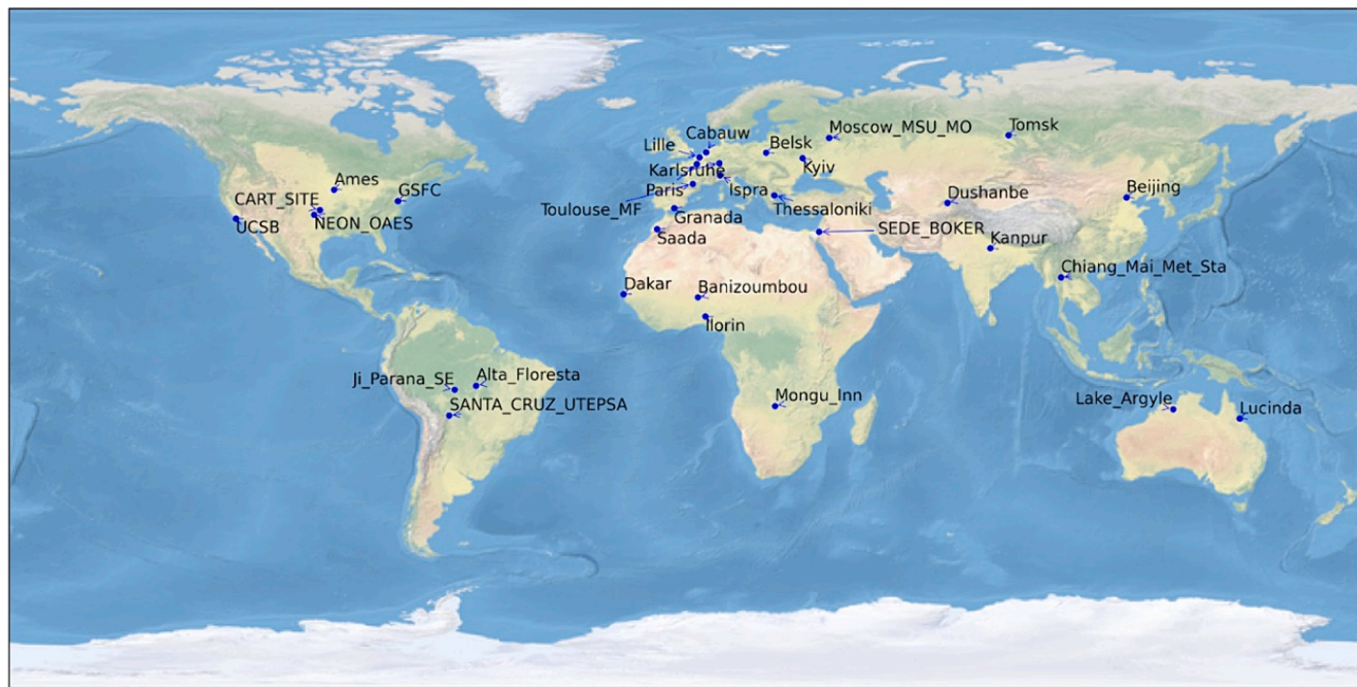 Moscow_MSU_MO
Tomsk
Cabauw
Lille
Belsk
Karlsruhe
Kyiv
Ames
GSFC
Paris
Ispra
Dushanbe
Beijing
CART_SITE
Toulouse_MF
Thessaloniki
UCSB
NEON_OAES
Granada
SEDE_BOKER
Saada
Kanpur
Chiang_Mai_Met_Sta
Dakar
Banizoumbou
Ilorin
Ji_Parana_SE
Alta_Floresta
Mongu_Inn
Lake_Argyle
SANTA_CRUZ_UTEPSA
Lucinda